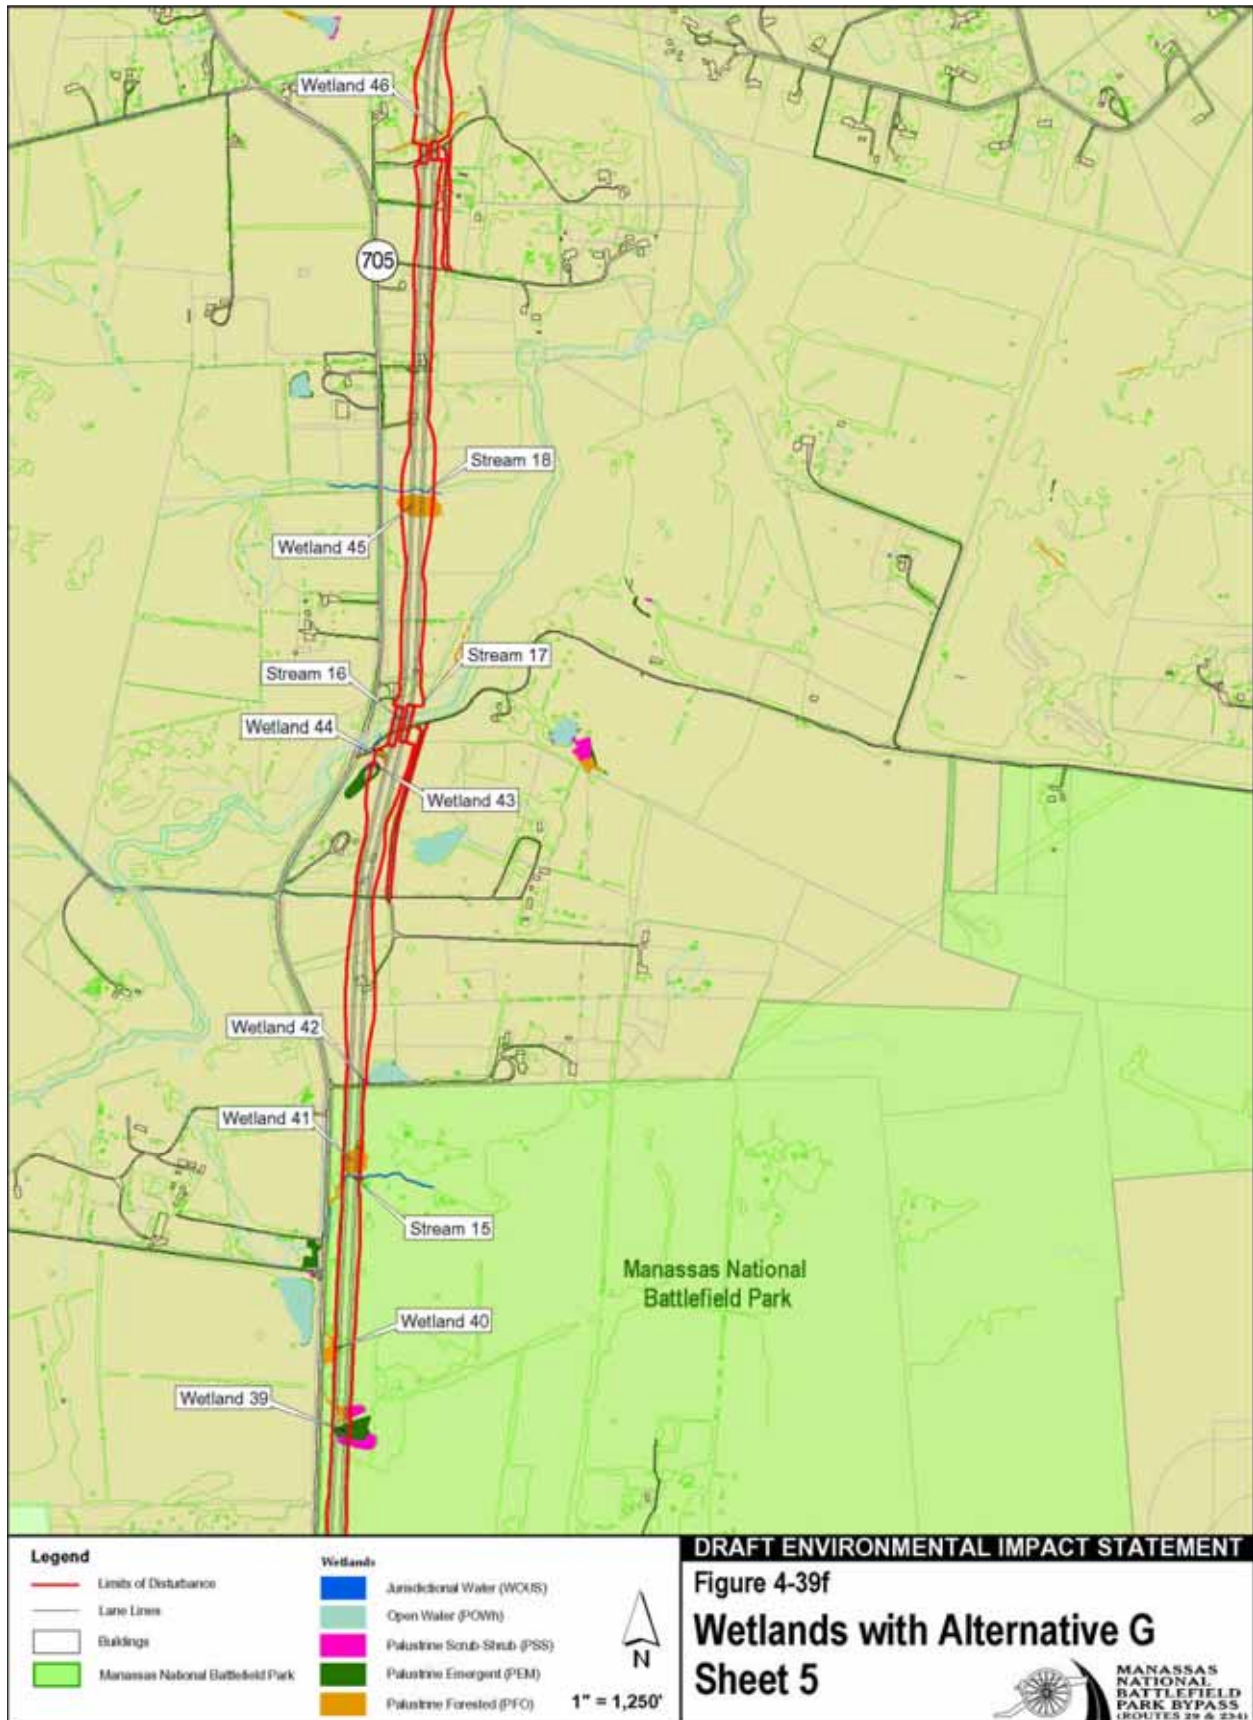 Wetland 46
705
Stream 18
Wetland 45
Stream 17
Stream 16
Wetland 44
Wetland 43
Wetland 42
Wetland 41
Stream 15
Manassas National
Battlefield Park
Wetland 40
Wetland 39
Legend
Limits of Disturbance
Lane Lines
Buildings
Manassas National Battlefield Park
Wetlands
Jurisdictional Water (WOUS)
Open Water (POWh)
Palustrine Scrub-Shrub (PSS)
Palustrine Emergent (PEM)
Palustrine Forested (PFO)
N
1" = 1,250'
DRAFT ENVIRONMENTAL IMPACT STATEMENT
Figure 4-39f
Wetlands with Alternative G
Sheet 5
MANASSAS
NATIONAL
BATTLEFIELD
PARK BYPASS
(ROUTES 29 & 234)